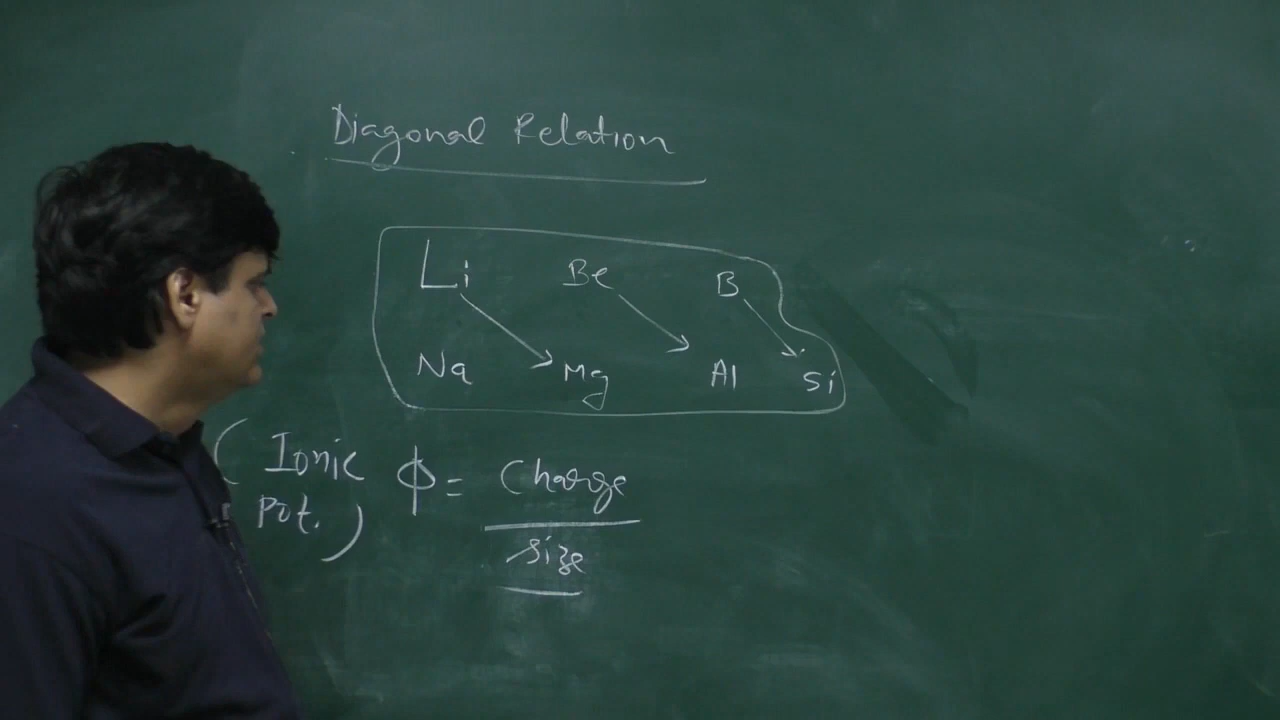 Diagonal Relation
Li Be B
Na Mg Al Si
(Ionic Φ = Charge
Pot.) size